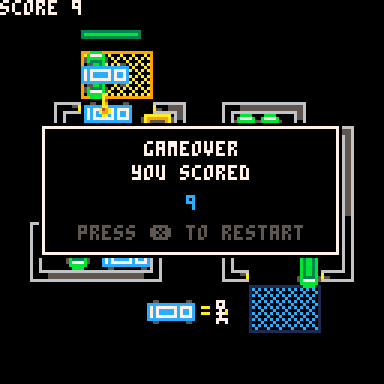 SCORE 9
GAMEOVER
YOU SCORED
9
PRESS ❎ TO RESTART
=